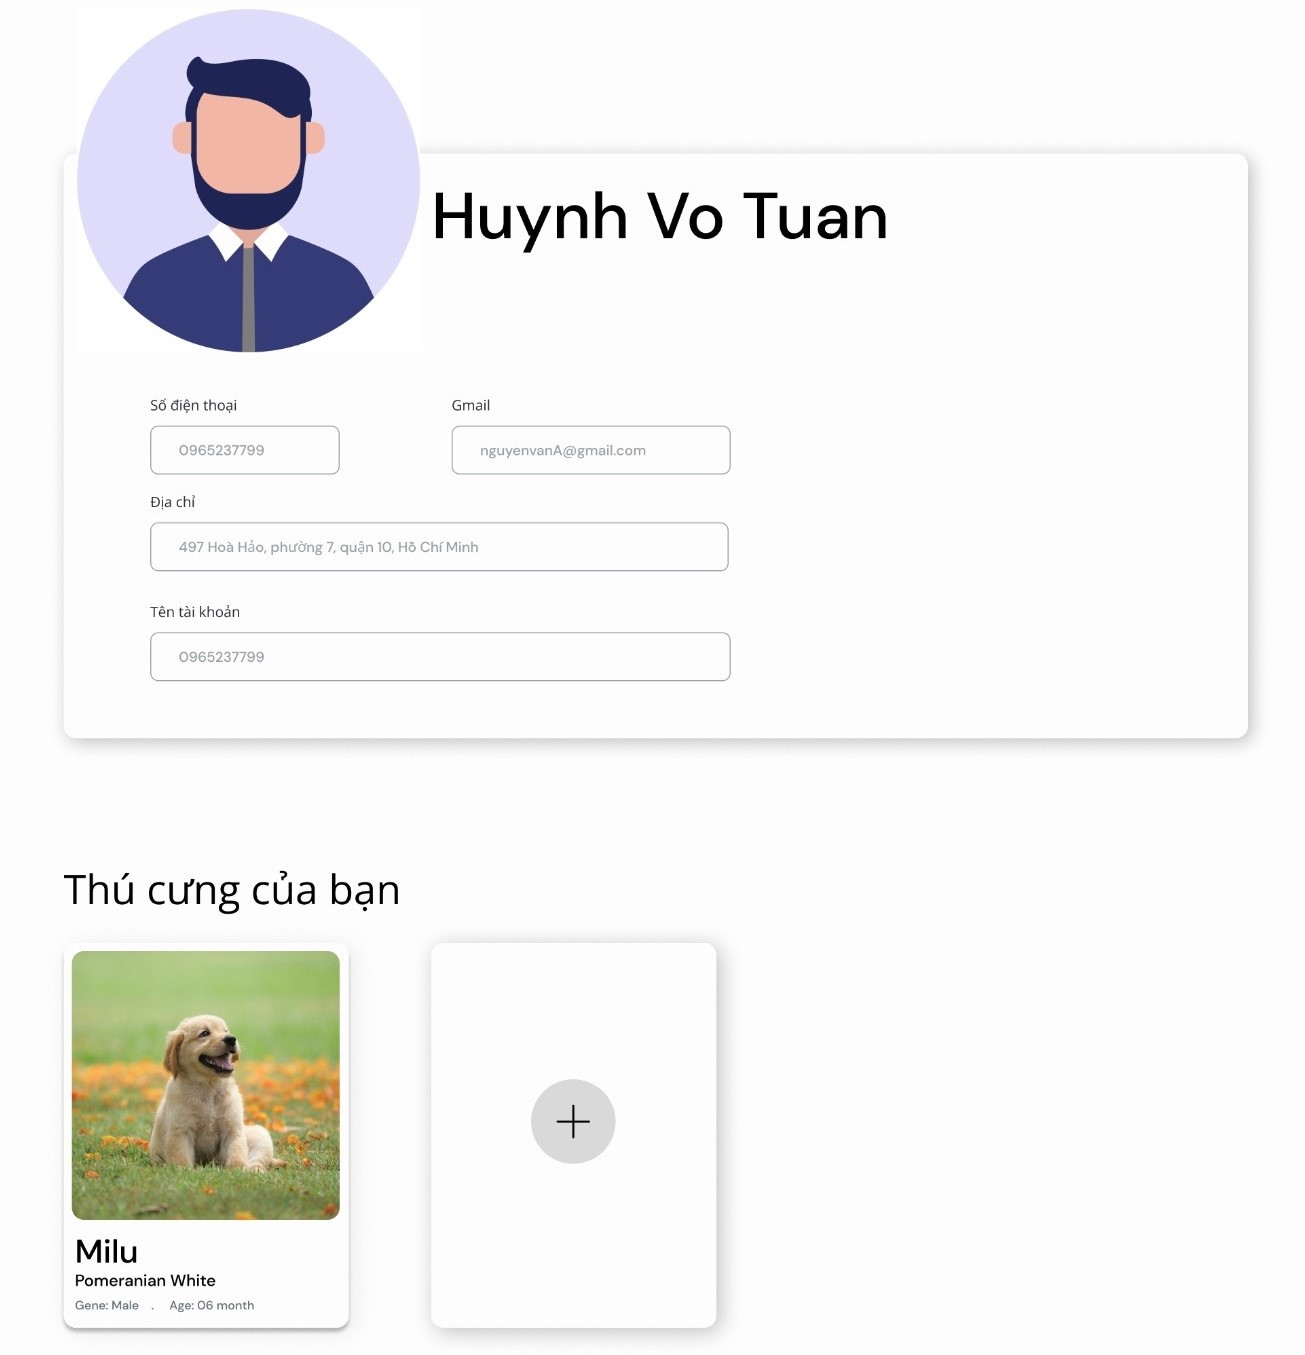 Huynh Vo Tuan
Số điện thoại
Gmail
0965237799
nguyenvanA@gmail.com
Địa chỉ
497 Hoà Hảo, phường 7, quận 10, Hồ Chí Minh
Tên tài khoản
0965237799
Thú cưng của bạn
Milu
Pomeranian White
Gene: Male . Age: 06 month